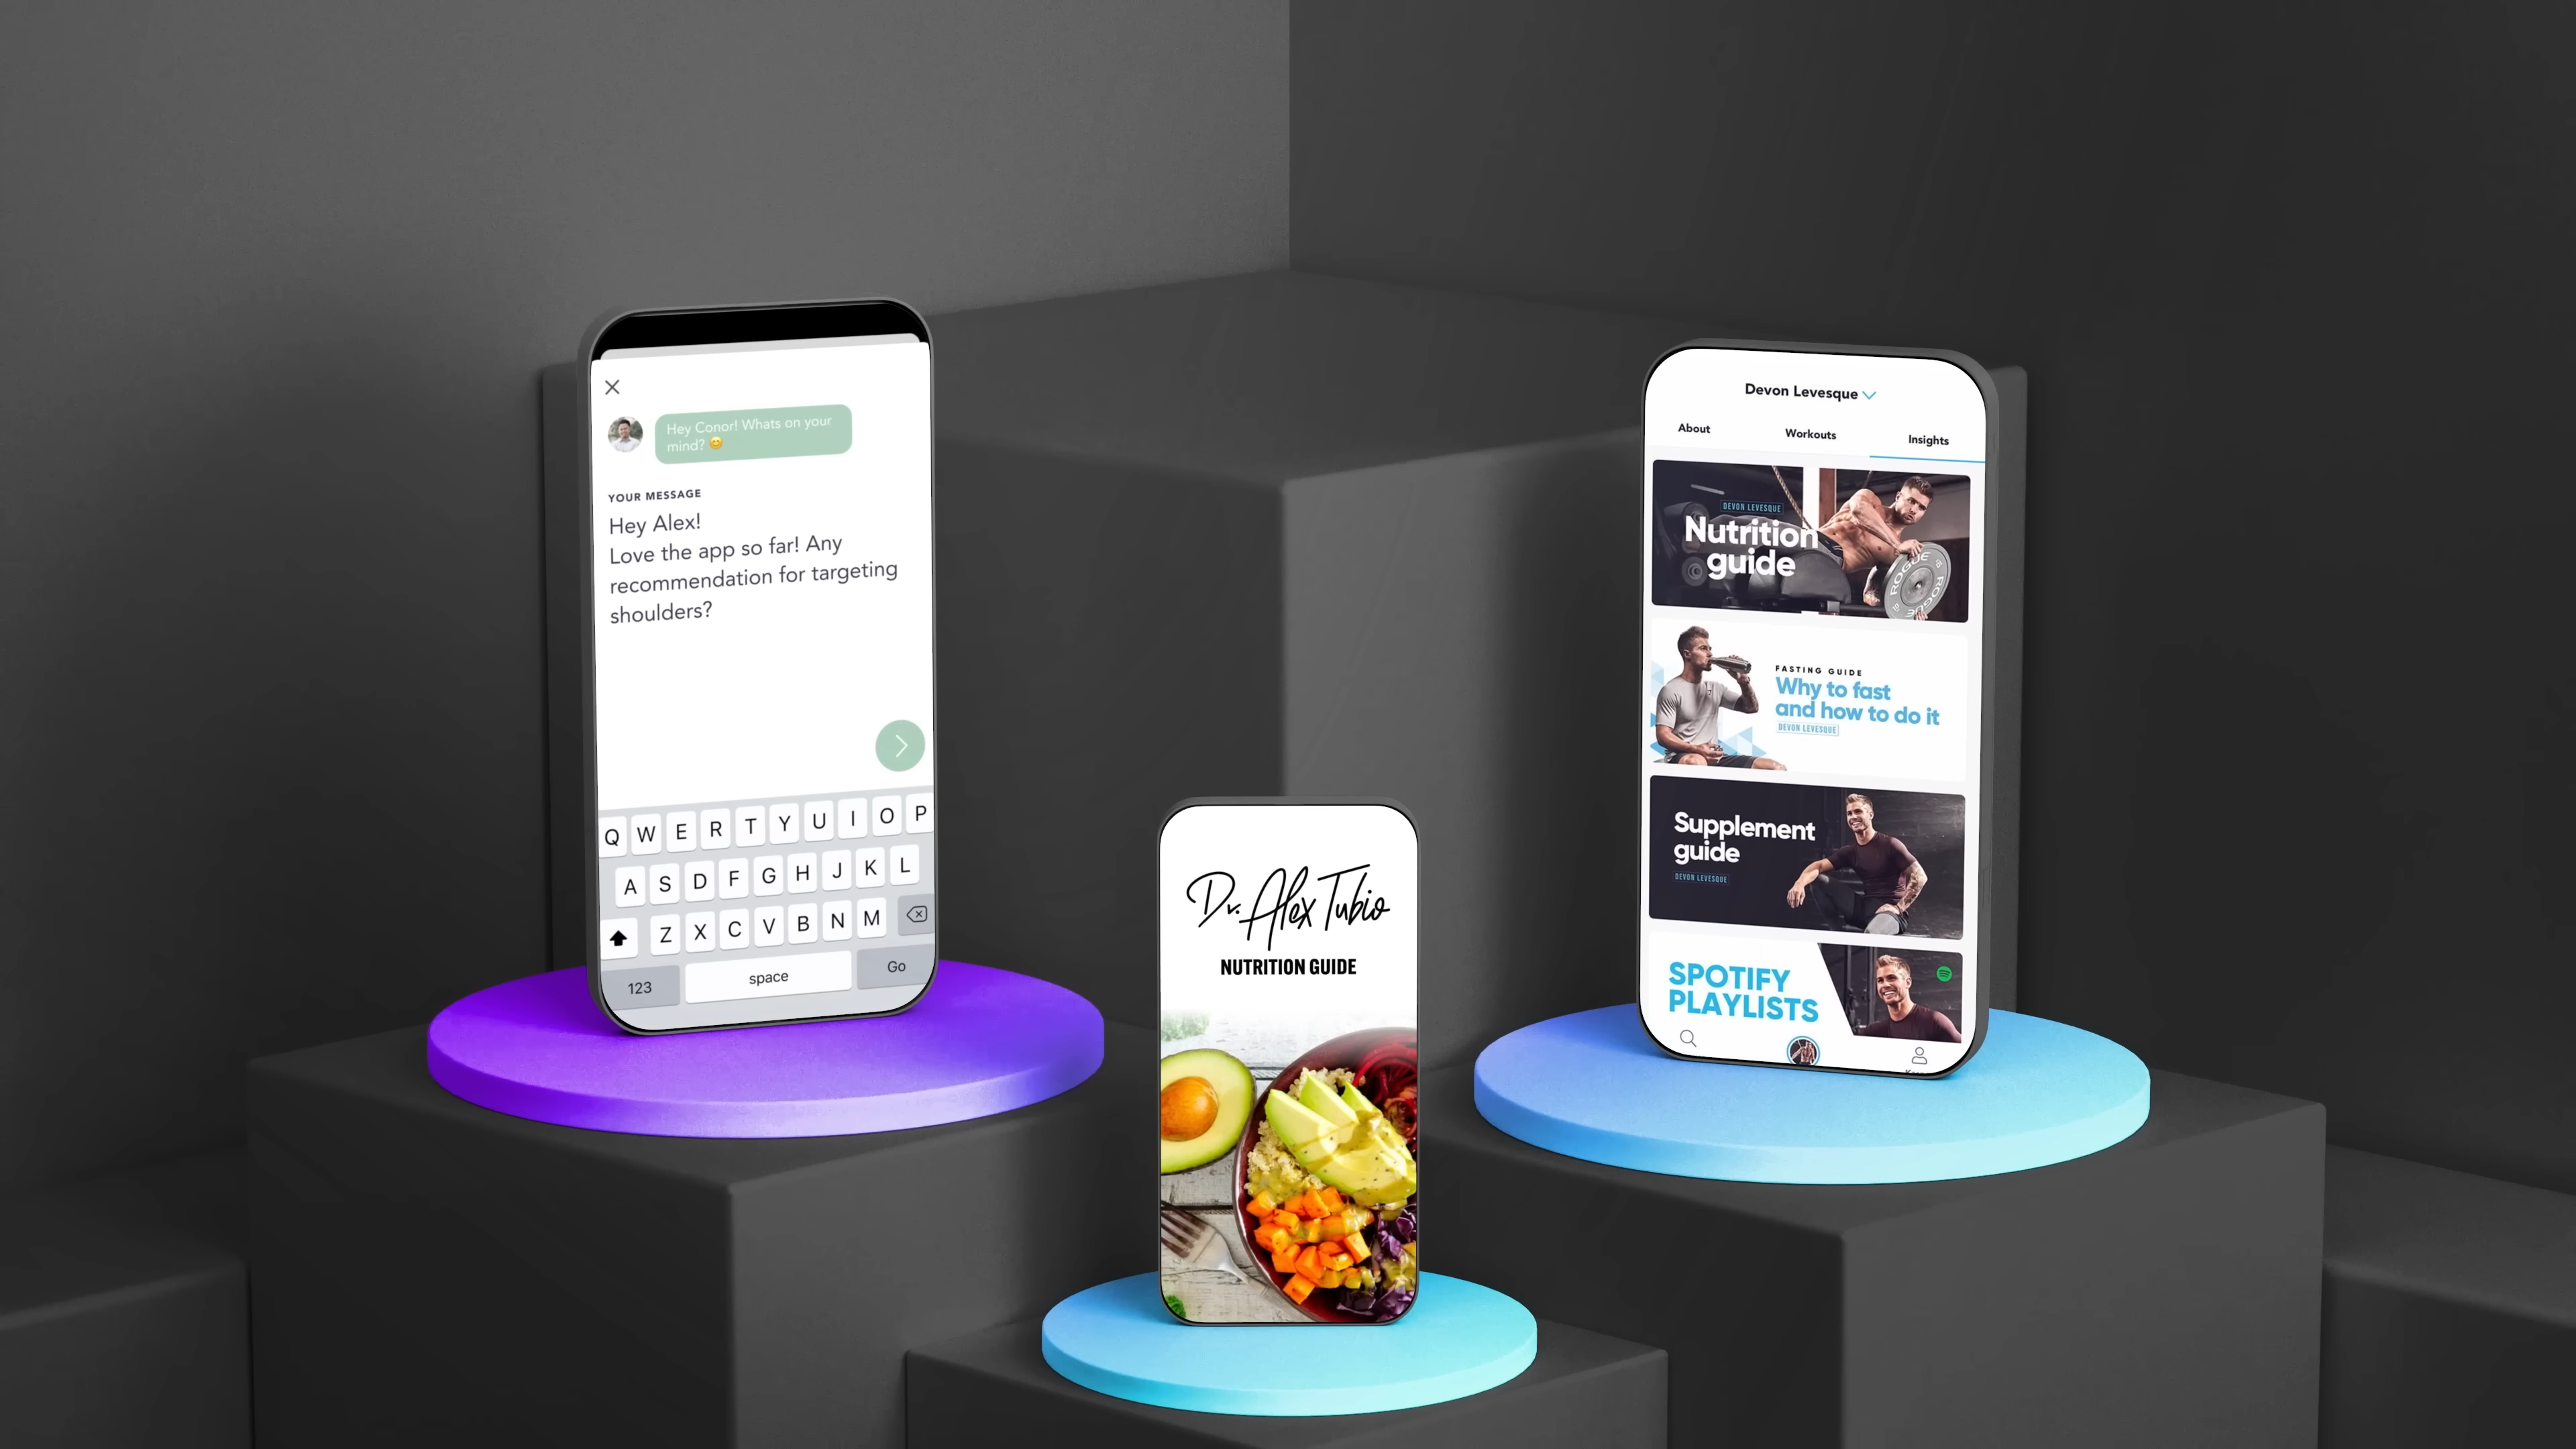 Hey Conor! Whats on your
mind? 😊
YOUR MESSAGE
Hey Alex!
Love the app so far! Any
recommendation for targeting
shoulders?
Q W E R T Y U I O P
A S D F G H J K L
Z X C V B N M
123 space Go
Dr. Alex Tubio
NUTRITION GUIDE
Devon Levesque
About Workouts Insights
DEVON LEVESQUE
Nutrition
guide
ROGUE
ROGUE
FASTING GUIDE
Why to fast
and how to do it
DEVON LEVESQUE
Supplement
guide
DEVON LEVESQUE
SPOTIFY
PLAYLISTS